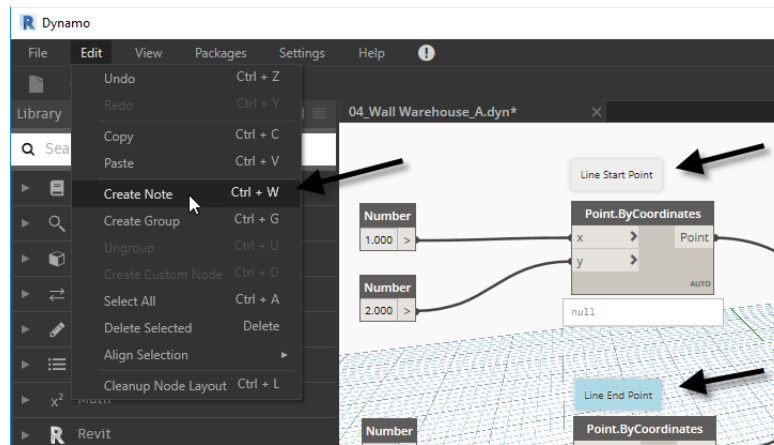 Dynamo
File Edit View Packages Settings Help
Undo Ctrl + Z
Redo Ctrl + Y
Library
04_Wall Warehouse_A.dyn*
Copy Ctrl + C
Sea
Paste Ctrl + V
Create Note Ctrl + W
Line Start Point
Create Group Ctrl + G
Number
Point.ByCoordinates
1.000 >
x > Point
Ungroup Ctrl + U
y >
Create Custom Node Ctrl + D
Number
AUTO
Select All Ctrl + A
2.000 >
null
Delete Selected Delete
Align Selection
Cleanup Node Layout Ctrl + L
Line End Point
x² Math
R Revit
Number
Point.ByCoordinates